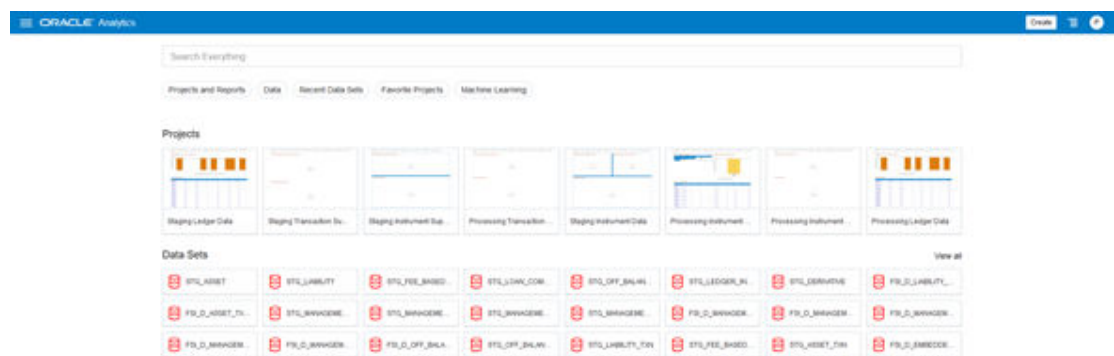 ORACLE Analytics
Create
Search Everything
Projects and Reports Data Recent Data Sets Favorite Projects Machine Learning
Projects
Staging Ledger Data Staging Transaction Su... Staging Instrument Sup... Processing Transaction... Staging Instrument Data Processing Instrument ... Processing Instrument ... Processing Ledger Data
Data Sets View all
STG_ASSET STG_LIABILITY STG_FEE_BASED... STG_LOAN_COM... STG_OFF_BALAN... STG_LEDGER_IN... STG_DERIVATIVE FSI_D_LIABILITY_...
FSI_D_ASSET_TX... STG_MANAGEME... STG_MANAGEME... STG_MANAGEME... STG_MANAGEME... FSI_D_MANAGEM... FSI_D_MANAGEM... FSI_D_MANAGEM...
FSI_D_MANAGEM... FSI_D_MANAGEM... FSI_D_OFF_BALA... STG_OFF_BALAN... STG_LIABILITY_TXN STG_FEE_BASED... STG_ASSET_TXN FSI_D_EMBEDDE...